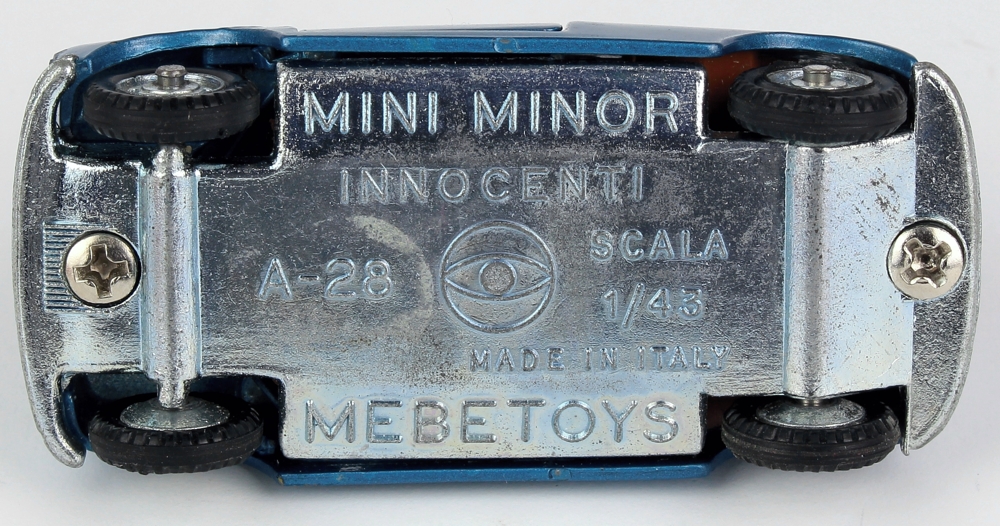 MINI MINOR
INNOCENTI
A-28
SCALA
1/43
MADE IN ITALY
MEBETOYS